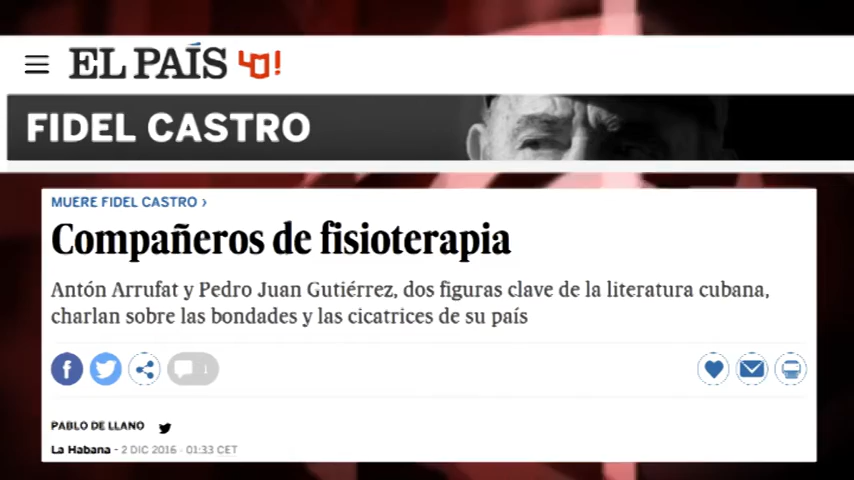 EL PAÍS 40!
FIDEL CASTRO
MUERE FIDEL CASTRO ›
Compañeros de fisioterapia
Antón Arrufat y Pedro Juan Gutiérrez, dos figuras clave de la literatura cubana,
charlan sobre las bondades y las cicatrices de su país
1
PABLO DE LLANO
La Habana - 2 DIC 2016 - 01:33 CET